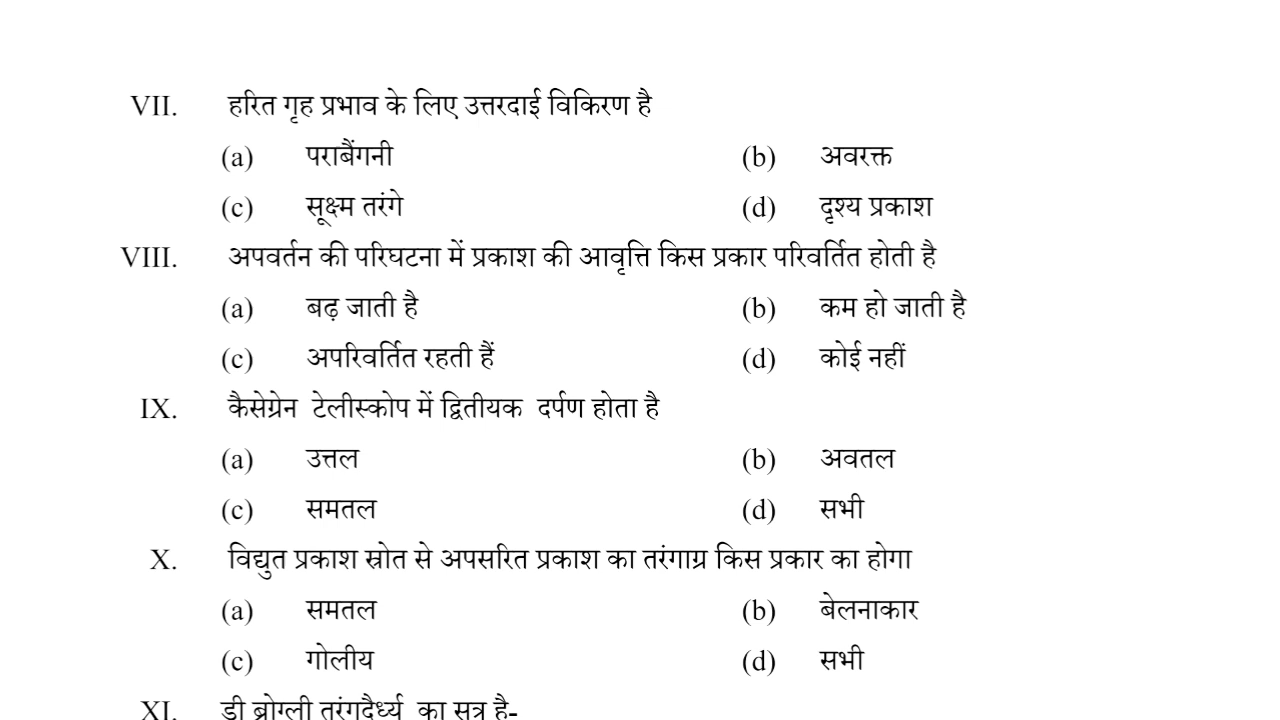 VII. हरित गृह प्रभाव के लिए उत्तरदाई विकिरण है
(a) पराबैंगनी (b) अवरक्त
(c) सूक्ष्म तरंगे (d) दृश्य प्रकाश
VIII. अपवर्तन की परिघटना में प्रकाश की आवृत्ति किस प्रकार परिवर्तित होती है
(a) बढ़ जाती है (b) कम हो जाती है
(c) अपरिवर्तित रहती हैं (d) कोई नहीं
IX. कैसेग्रेन टेलीस्कोप में द्वितीयक दर्पण होता है
(a) उत्तल (b) अवतल
(c) समतल (d) सभी
X. विद्युत प्रकाश स्रोत से अपसरित प्रकाश का तरंगाग्र किस प्रकार का होगा
(a) समतल (b) बेलनाकार
(c) गोलीय (d) सभी
XI. डी ब्रोग्ली तरंगदैर्ध्य का सूत्र है-